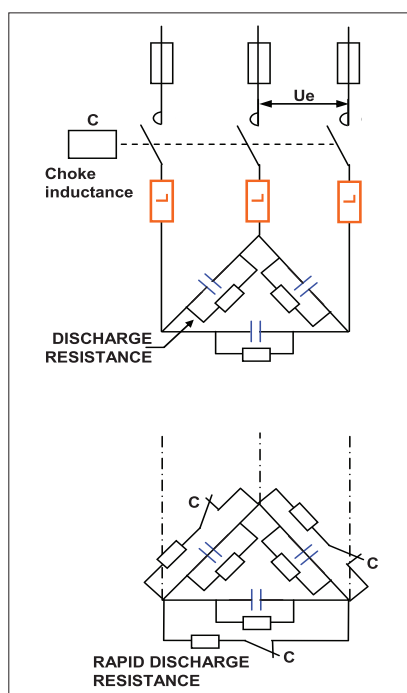 Ue
C
Choke
inductance
L
L
L
DISCHARGE
RESISTANCE
C
C
C
RAPID DISCHARGE
RESISTANCE